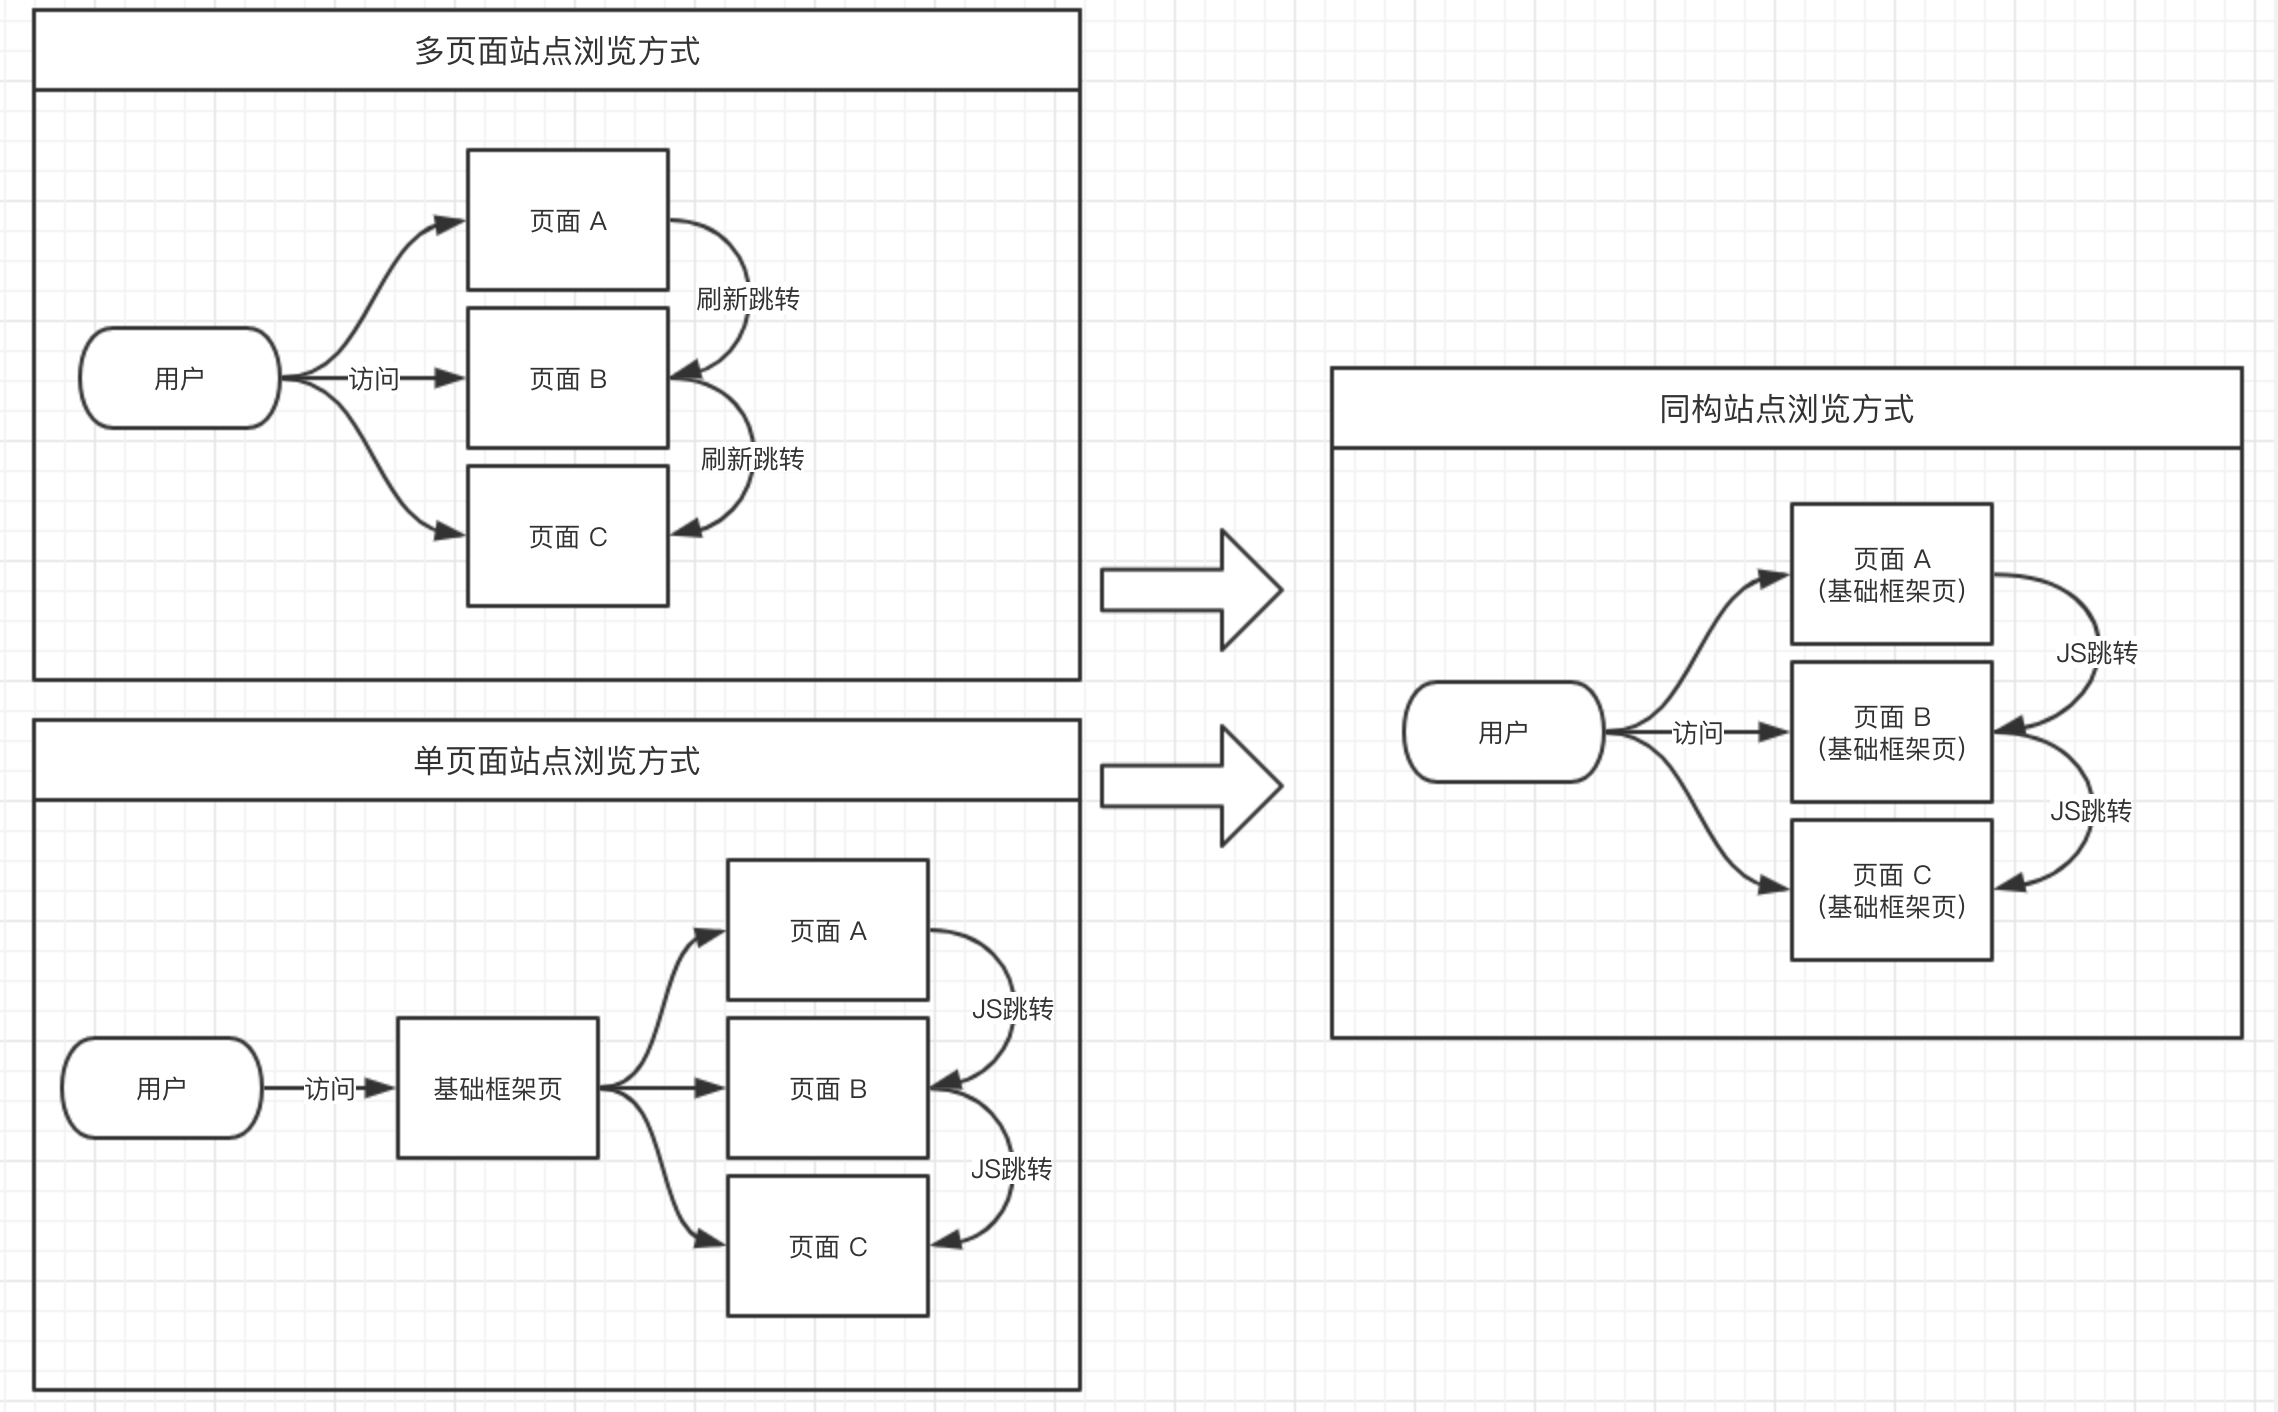 多页面站点浏览方式
页面 A
刷新跳转
用户
访问
页面 B
刷新跳转
页面 C
单页面站点浏览方式
页面 A
JS跳转
用户
访问
基础框架页
页面 B
JS跳转
页面 C
同构站点浏览方式
页面 A
(基础框架页)
JS跳转
用户
访问
页面 B
(基础框架页)
JS跳转
页面 C
(基础框架页)